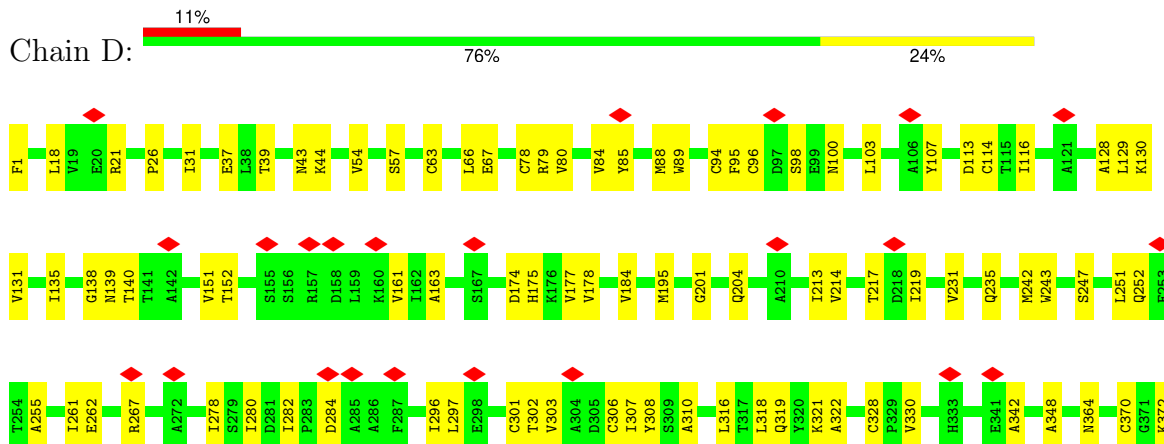 11%
Chain D:
76% 24%
F1 L18 V19 E20 R21 P26 I31 E37 L38 T39 N43 K44 V54 S57 C63 L66 E67 C78 R79 V80 V84 Y85 M88 W89 C94 F95 C96 D97 S98 E99 N100 L103 A106 Y107 D113 C114 T115 I116 A121 A128 L129 K130
V131 I135 G138 N139 T140 T141 A142 V151 T152 S155 S156 R157 D158 L159 K160 V161 I162 A163 S167 D174 H175 K176 V177 V178 V184 M195 G201 Q204 A210 I213 V214 T217 D218 I219 V231 Q235 M242 W243 S247 L251 Q252 E253
T254 A255 I261 E262 R267 A272 I278 S279 I280 D281 I282 P283 D284 A285 A286 F287 I296 L297 E298 C301 T302 V303 A304 D305 C306 I307 Y308 S309 A310 L316 T317 L318 Q319 Y320 K321 A322 C328 P329 V330 H333 E341 A342 A348 N364 C370 G371 K372